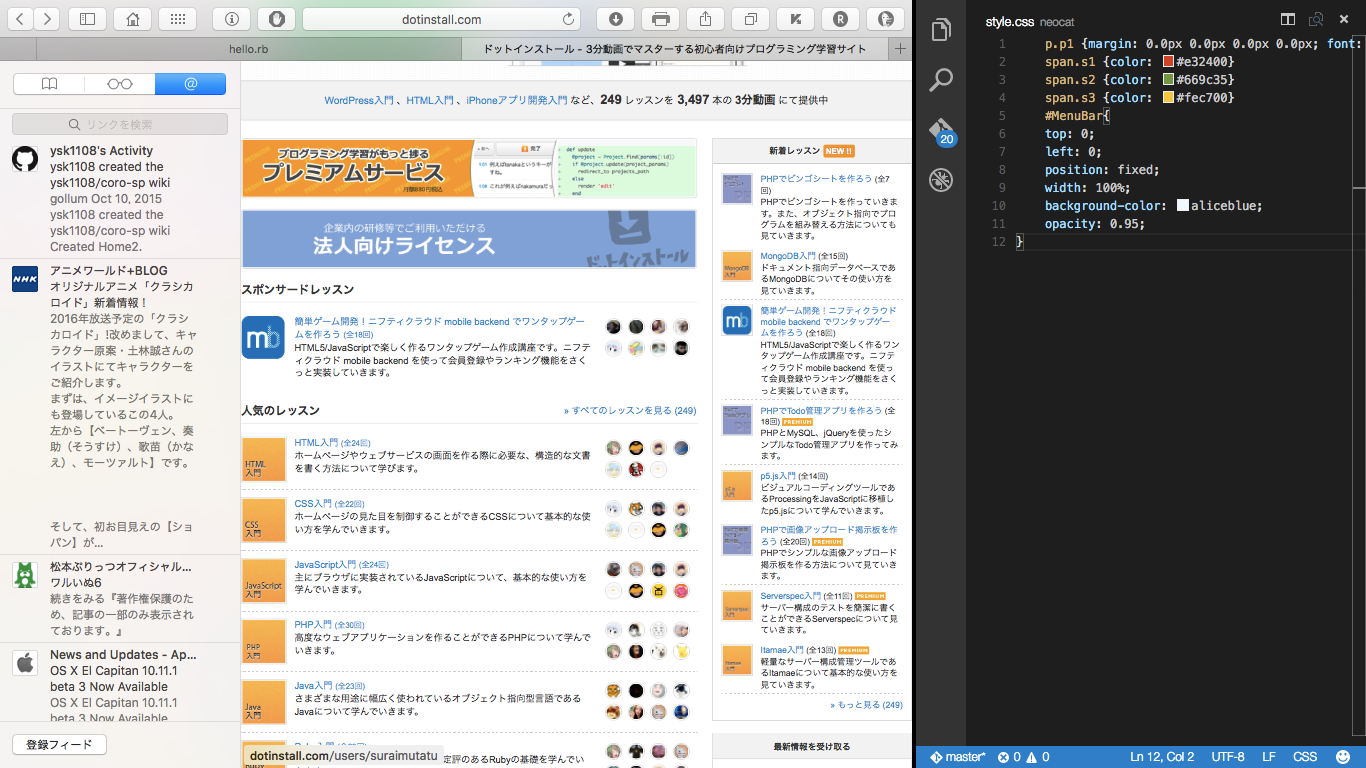 dotinstall.com
hello.rb
ドットインストール - 3分動画でマスターする初心者向けプログラミング学習サイト
@
リンクを検索
ysk1108's Activity
ysk1108 created the
ysk1108/coro-sp wiki
gollum Oct 10, 2015
ysk1108 created the
ysk1108/coro-sp wiki
Created Home2.
NHK
アニメワールド+BLOG
オリジナルアニメ「クラシカ
ロイド」新着情報！
2016年放送予定の「クラシ
カロイド」!改めまして、キャ
ラクター原案・土林誠さんの
イラストにてキャラクターを
ご紹介します。
まずは、イメージイラストに
も登場しているこの4人。
左から【ベートーヴェン、奏
助（そうすけ）、歌苗（かな
え）、モーツァルト】です。
そして、初お目見えの【ショ
パン】が...
松本ぷりっつオフィシャル...
ワルいぬ6
続きをみる『著作権保護のた
め、記事の一部のみ表示され
ております。』
News and Updates - Ap...
OS X El Capitan 10.11.1
beta 3 Now Available
OS X El Capitan 10.11.1
beta 3 Now Available
登録フィード
WordPress入門 、HTML入門 、iPhoneアプリ開発入門 など、249 レッスンを 3,497 本の 3分動画 にて提供中
プログラミング学習がもっと捗る
プレミアムサービス
月額880円税込
完了
def update
@project = Project.find(params[:id])
if @project.update(project_params)
redirect_to projects_path
else
render 'edit'
end
企業内の研修等でご利用いただける
法人向けライセンス
ドットインストール
スポンサードレッスン
mb
簡単ゲーム開発！ニフティクラウド mobile backend でワンタップゲー
ムを作ろう (全18回)
HTML5/JavaScriptで楽しく作るワンタップゲーム作成講座です。ニフ
ティクラウド mobile backend を使って会員登録やランキング機能をさく
っと実装していきます。
人気のレッスン
» すべてのレッスンを見る (249)
HTML
入門
HTML入門 (全24回)
ホームページやウェブサービスの画面を作る際に必要な、構造的な文書
を書く方法について学びます。
CSS
入門
CSS入門 (全22回)
ホームページの見た目を制御することができるCSSについて基本的な使
い方を学んでいきます。
JavaScript
入門
JavaScript入門 (全24回)
主にブラウザに実装されているJavaScriptについて、基本的な使い方を
学んでいきます。
PHP
入門
PHP入門 (全30回)
高度なウェブアプリケーションを作ることができるPHPについて学んで
いきます。
Java
入門
Java入門 (全23回)
さまざまな用途に幅広く使われているオブジェクト指向型言語である
Javaについて学んでいきます。
定評のあるRubyの基礎を学んでいき
dotinstall.com/users/suraimutatu
新着レッスン NEW !!
PHPでビンゴシートを作ろう (全7
回)
PHPでビンゴシートを作っていきま
す。また、オブジェクト指向でプロ
グラムを組み替える方法についても
見ていきます。
MongoDB
入門
MongoDB入門 (全15回)
ドキュメント指向データベースであ
るMongoDBについてその使い方を
見ていきます。
mb
簡単ゲーム開発！ニフティクラウド
mobile backend でワンタップゲー
ムを作ろう (全18回)
HTML5/JavaScriptで楽しく作るワン
タップゲーム作成講座です。ニフテ
ィクラウド mobile backend を使っ
て会員登録やランキング機能をさく
っと実装していきます。
PHPでTodo管理アプリを作ろう (全
18回) PREMIUM
PHPとMySQL、jQueryを使ったシ
ンプルなTodo管理アプリを作ってみ
ます。
p5.js
入門
p5.js入門 (全14回)
ビジュアルコーディングツールであ
るProcessingをJavaScriptに移植し
たp5.jsについて学んでいきます。
PHPで画像アップロード掲示板を作
ろう (全20回) PREMIUM
PHPでシンプルな画像アップロード
掲示板を作る方法について見ていき
ます。
Serverspec
入門
Serverspec入門 (全11回) PREMIUM
サーバー構成のテストを簡潔に書く
ことができるServerspecについて見
ていきます。
Itamae
入門
Itamae入門 (全13回) PREMIUM
軽量なサーバー構成管理ツールであ
るItamaeについて基本的な使い方を
見ていきます。
» もっと見る (249)
最新情報を受け取る
20
style.css neocat
1 p.p1 {margin: 0.0px 0.0px 0.0px 0.0px; font:
2 span.s1 {color: #e32400}
3 span.s2 {color: #669c35}
4 span.s3 {color: #fec700}
5 #MenuBar{
6 top: 0;
7 left: 0;
8 position: fixed;
9 width: 100%;
10 background-color: aliceblue;
11 opacity: 0.95;
12 }
master* 0 0 Ln 12, Col 2 UTF-8 LF CSS